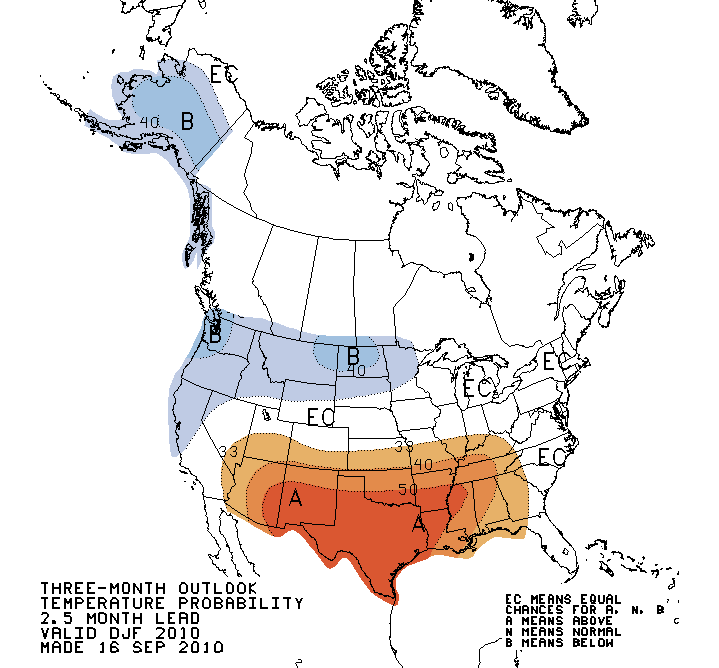 EC
B
40
B
B
40
EC
EC
EC
33
33
40
EC
50
A
A
THREE-MONTH OUTLOOK
TEMPERATURE PROBABILITY
2.5 MONTH LEAD
VALID DJF 2010
MADE 16 SEP 2010
EC MEANS EQUAL
CHANCES FOR A, N, B
A MEANS ABOVE
N MEANS NORMAL
B MEANS BELOW